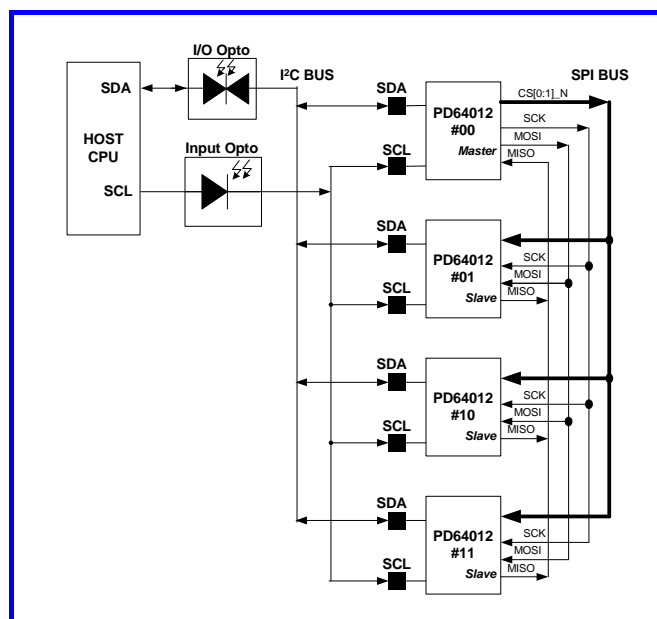 I/O Opto
I²C BUS
SPI BUS
SDA
HOST
CPU
SCL
Input Opto
SDA
SCL
PD64012
#00
Master
CS[0:1]_N
SCK
MOSI
MISO
SDA
SCL
PD64012
#01
Slave
SCK
MOSI
MISO
SDA
SCL
PD64012
#10
Slave
SCK
MOSI
MISO
SDA
SCL
PD64012
#11
Slave
SCK
MOSI
MISO